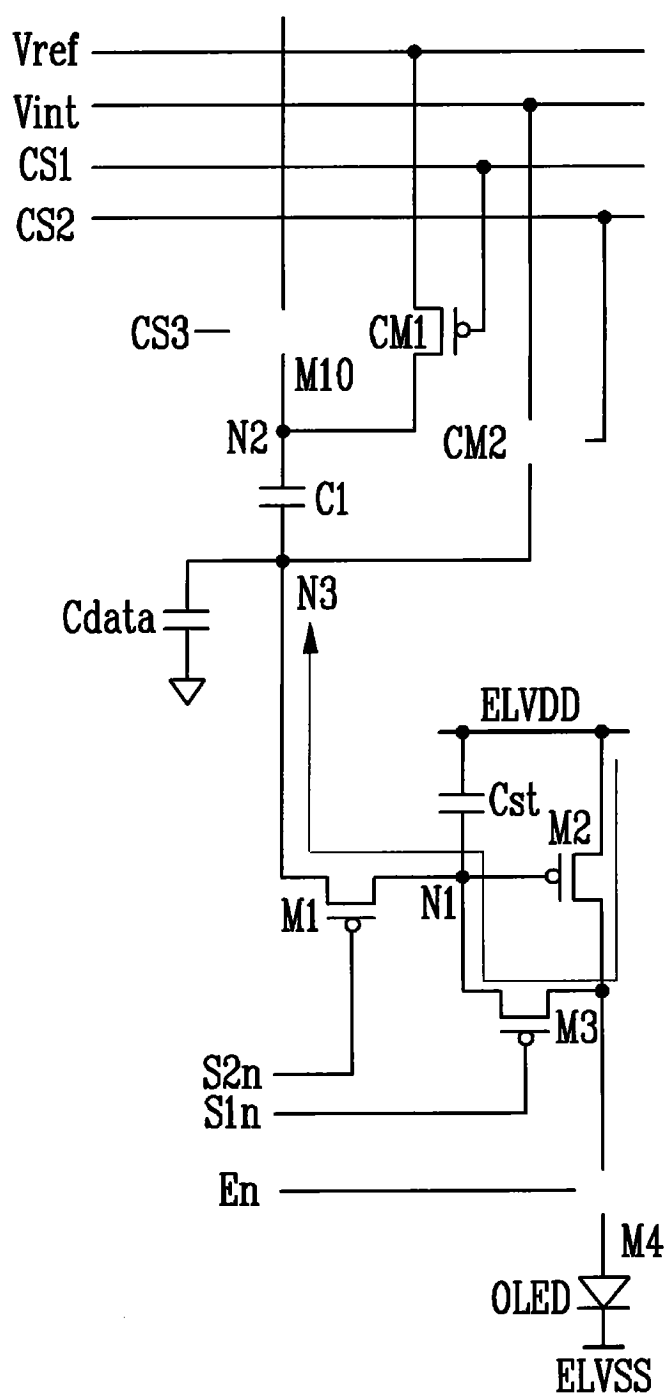 Vref
Vint
CS1
CS2
CS3
CM1
M10
N2
CM2
C1
N3
Cdata
ELVDD
Cst
M2
M1
N1
M3
S2n
S1n
En
M4
OLED
ELVSS